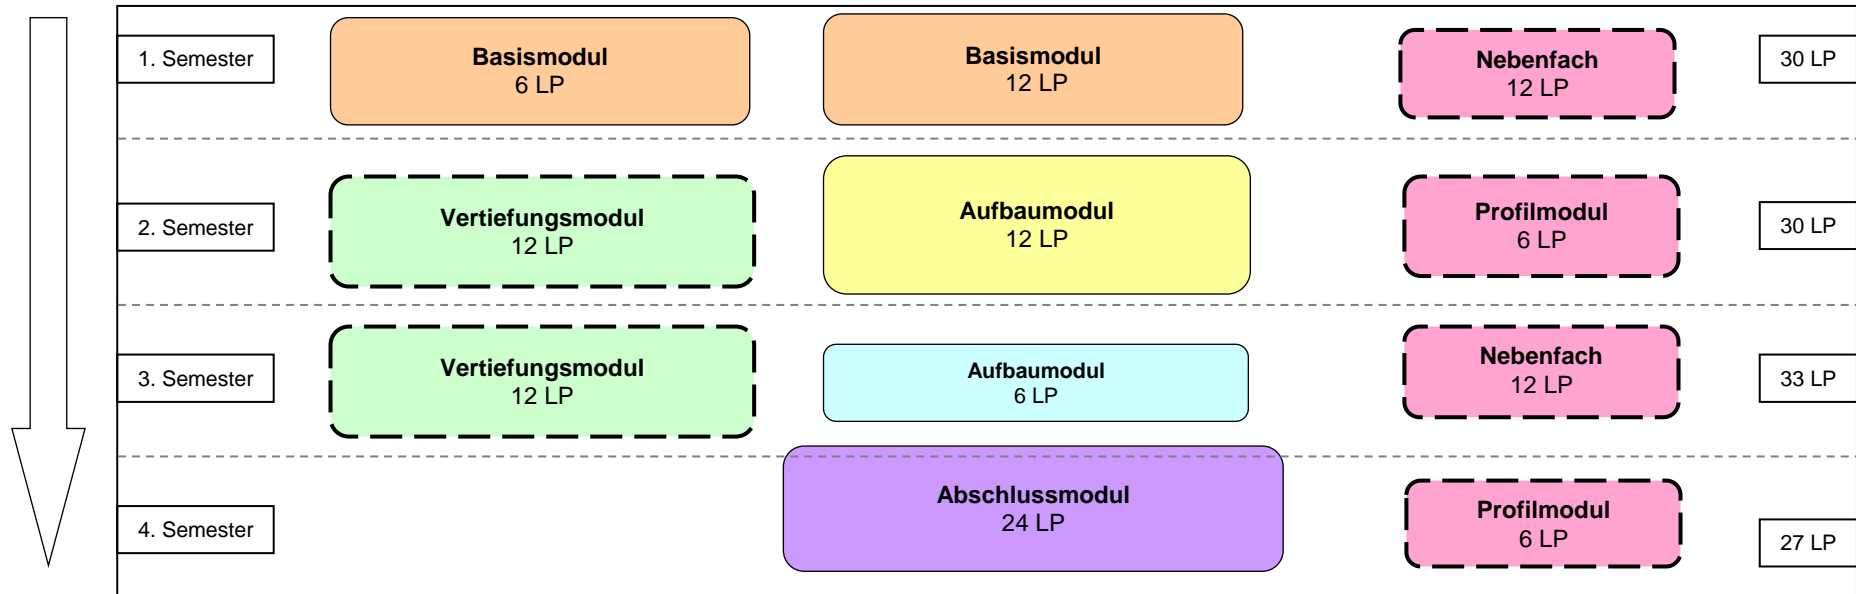 1. Semester
Basismodul
6 LP
Basismodul
12 LP
Nebenfach
12 LP
30 LP
2. Semester
Vertiefungsmodul
12 LP
Aufbaumodul
12 LP
Profilmodul
6 LP
30 LP
3. Semester
Vertiefungsmodul
12 LP
Aufbaumodul
6 LP
Nebenfach
12 LP
33 LP
4. Semester
Abschlussmodul
24 LP
Profilmodul
6 LP
27 LP